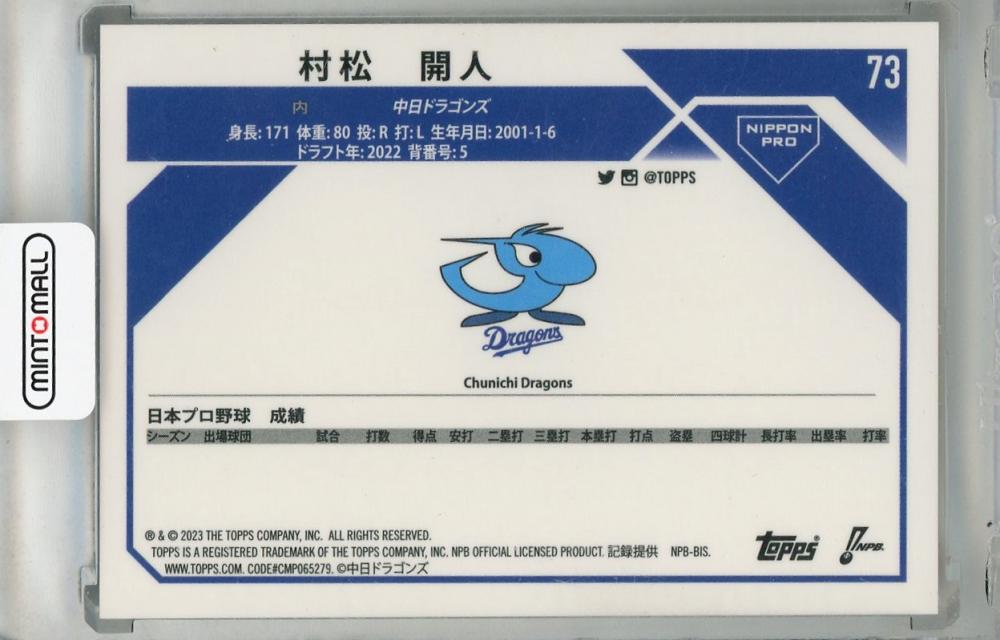 村松　開人
73
内　中日ドラゴンズ
身長: 171 体重: 80 投: R 打: L 生年月日: 2001-1-6
ドラフト年: 2022 背番号: 5
NIPPON
PRO
@TOPPS
Dragons
Chunichi Dragons
MINTOMALL
日本プロ野球　成績
シーズン 出場球団 試合 打数 得点 安打 二塁打 三塁打 本塁打 打点 盗塁 四球計 長打率 出塁率 打率
® & © 2023 THE TOPPS COMPANY, INC. ALL RIGHTS RESERVED.
TOPPS IS A REGISTERED TRADEMARK OF THE TOPPS COMPANY, INC. NPB OFFICIAL LICENSED PRODUCT. 記録提供 NPB-BIS.
WWW.TOPPS.COM. CODE#CMP065279. ©中日ドラゴンズ
Topps®
NPB.